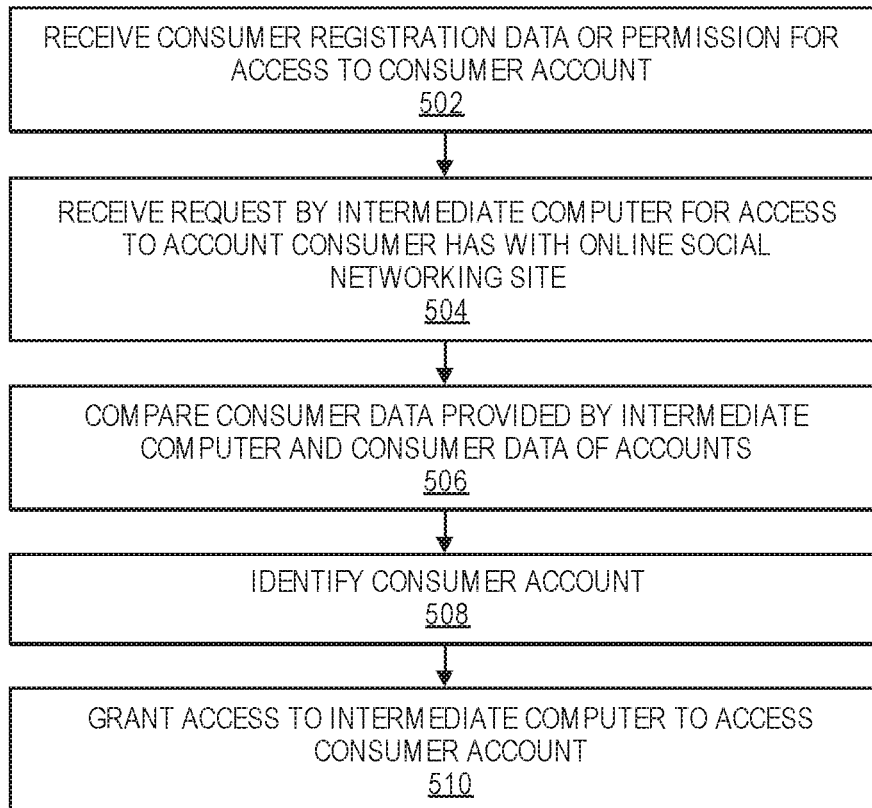 RECEIVE CONSUMER REGISTRATION DATA OR PERMISSION FOR
ACCESS TO CONSUMER ACCOUNT
502
RECEIVE REQUEST BY INTERMEDIATE COMPUTER FOR ACCESS
TO ACCOUNT CONSUMER HAS WITH ONLINE SOCIAL
NETWORKING SITE
504
COMPARE CONSUMER DATA PROVIDED BY INTERMEDIATE
COMPUTER AND CONSUMER DATA OF ACCOUNTS
506
IDENTIFY CONSUMER ACCOUNT
508
GRANT ACCESS TO INTERMEDIATE COMPUTER TO ACCESS
CONSUMER ACCOUNT
510